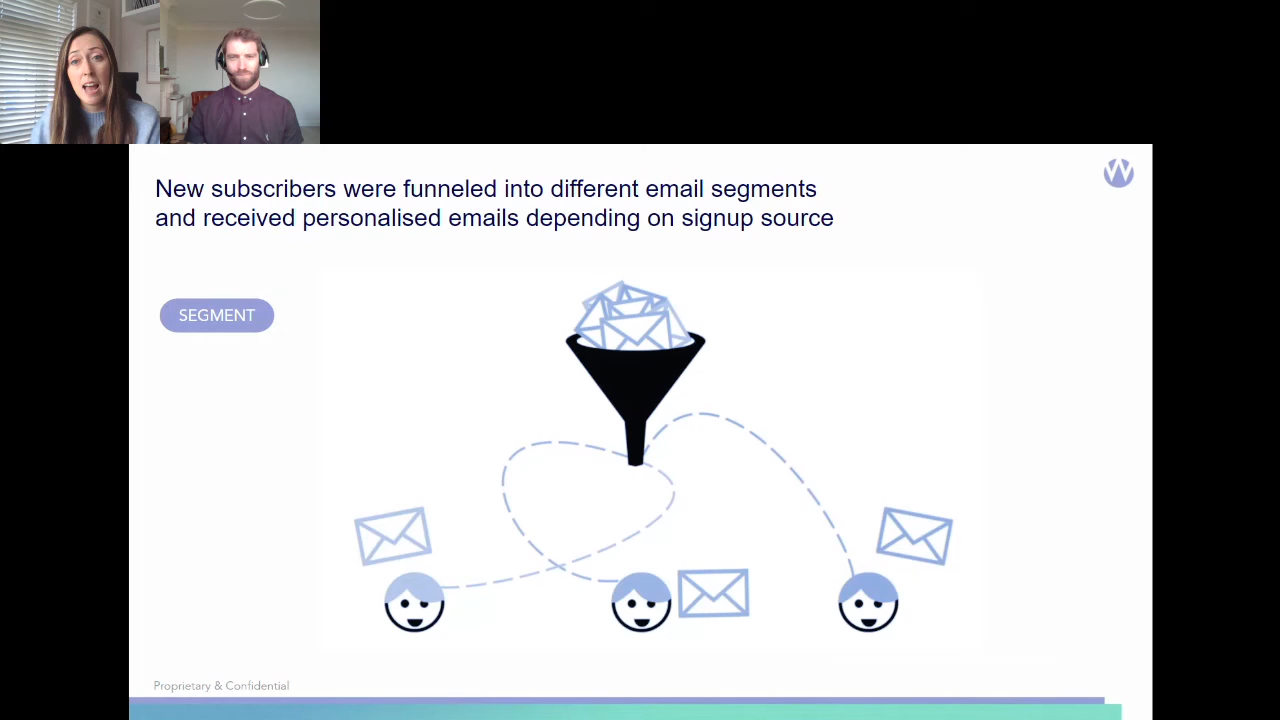 New subscribers were funneled into different email segments
and received personalised emails depending on signup source
SEGMENT
Proprietary & Confidential